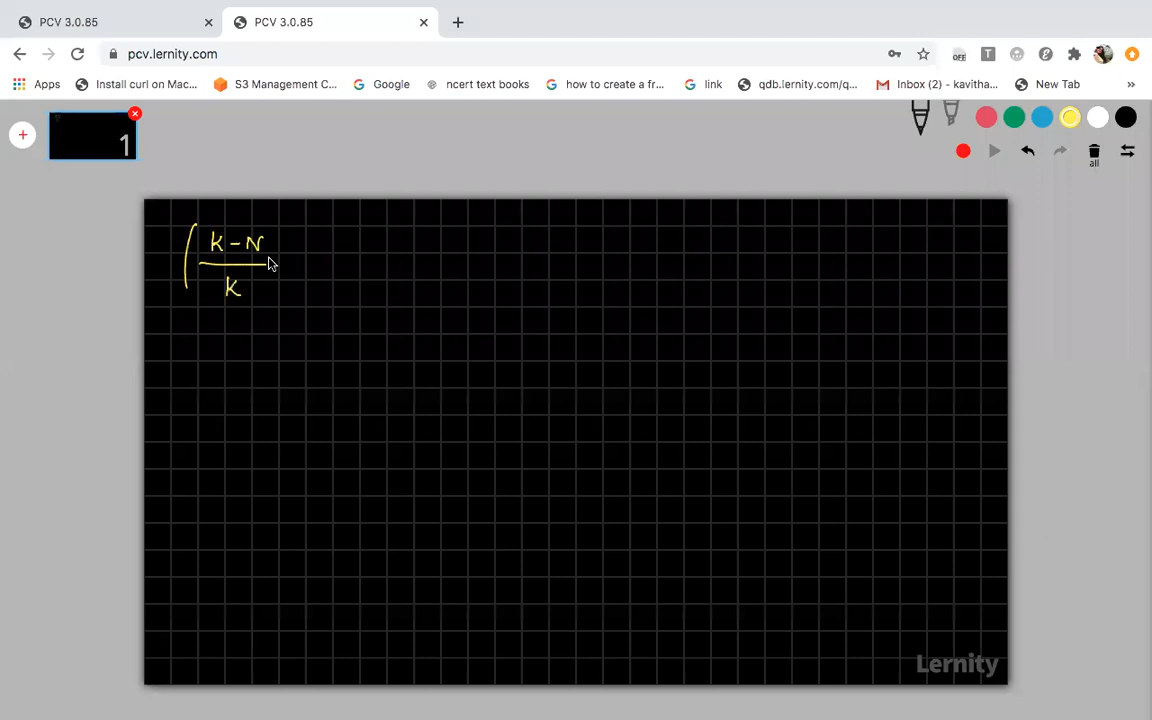 PCV 3.0.85
PCV 3.0.85
pcv.lernity.com
OFF
T
Apps
Install curl on Mac...
S3 Management C...
Google
ncert text books
how to create a fr...
link
qdb.lernity.com/q...
Inbox (2) - kavitha...
New Tab
»
1
all
( K - N
K
Lernity